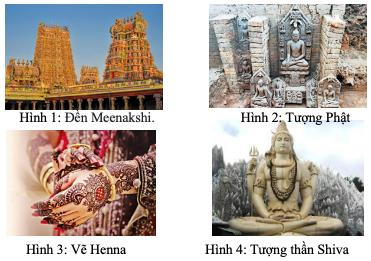 Hình 1: Đền Meenakshi.
Hình 2: Tượng Phật
Hình 3: Vẽ Henna
Hình 4: Tượng thần Shiva